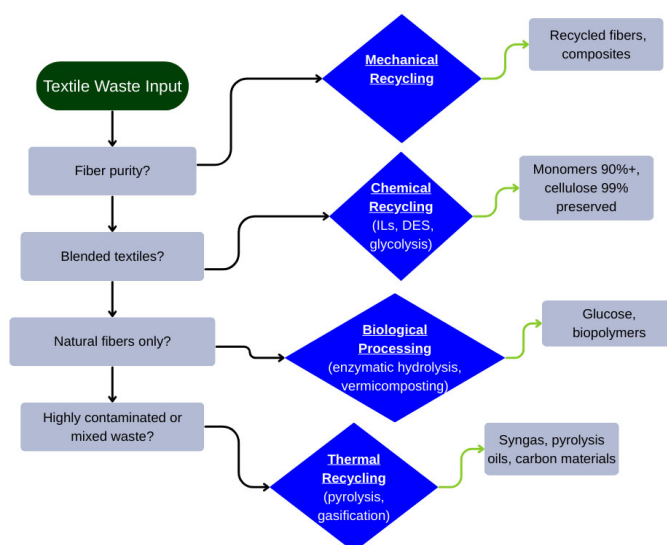 Textile Waste Input
Mechanical
Recycling
Recycled fibers,
composites
Fiber purity?
Chemical
Recycling
(ILs, DES,
glycolysis)
Monomers 90%+,
cellulose 99%
preserved
Blended textiles?
Natural fibers only?
Biological
Processing
(enzymatic hydrolysis,
vermicomposting)
Glucose,
biopolymers
Highly contaminated or
mixed waste?
Thermal
Recycling
(pyrolysis,
gasification)
Syngas, pyrolysis
oils, carbon materials